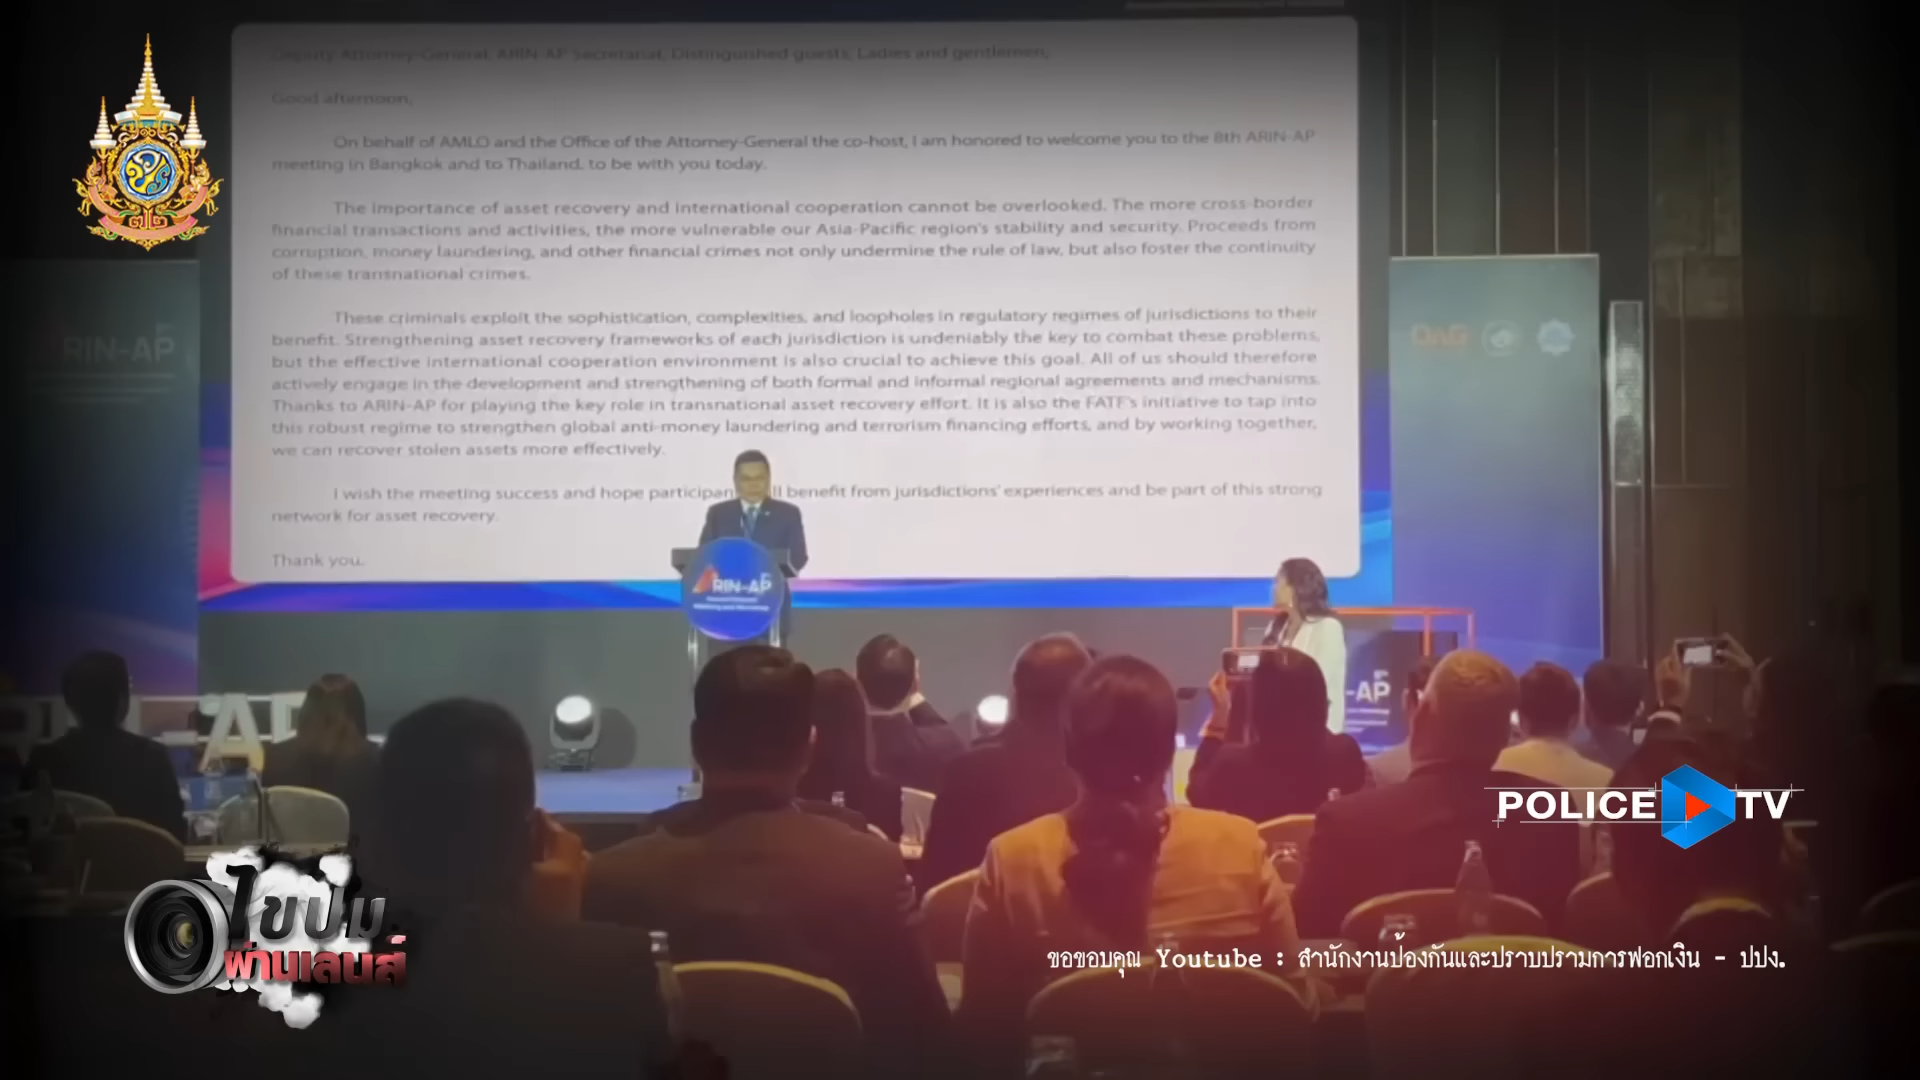 Deputy Attorney-General, ARIN-AP Secretariat, Distinguished guests, Ladies and gentlemen,
Good afternoon,
On behalf of AMLO and the Office of the Attorney-General the co-host, I am honored to welcome you to the 8th ARIN-AP
meeting in Bangkok and to Thailand. to be with you today.
The importance of asset recovery and international cooperation cannot be overlooked. The more cross-border
financial transactions and activities, the more vulnerable our Asia-Pacific region's stability and security. Proceeds from
corruption, money laundering, and other financial crimes not only undermine the rule of law, but also foster the continuity
of these transnational crimes.
These criminals exploit the sophistication, complexities, and loopholes in regulatory regimes of jurisdictions to their
benefit. Strengthening asset recovery frameworks of each jurisdiction is undeniably the key to combat these problems,
but the effective international cooperation environment is also crucial to achieve this goal. All of us should therefore
actively engage in the development and strengthening of both formal and informal regional agreements and mechanisms.
Thanks to ARIN-AP for playing the key role in transnational asset recovery effort. It is also the FATF's initiative to tap into
this robust regime to strengthen global anti-money laundering and terrorism financing efforts, and by working together,
we can recover stolen assets more effectively.
I wish the meeting success and hope participan ll benefit from jurisdictions' experiences and be part of this strong
network for asset recovery.
Thank you.
RIN-AP
OAG
ARIN-AP
-AP
POLICE TV
ไขปม
ผ่านเลนส์
ขอขอบคุณ Youtube : สำนักงานป้องกันและปราบปรามการฟอกเงิน - ปปง.